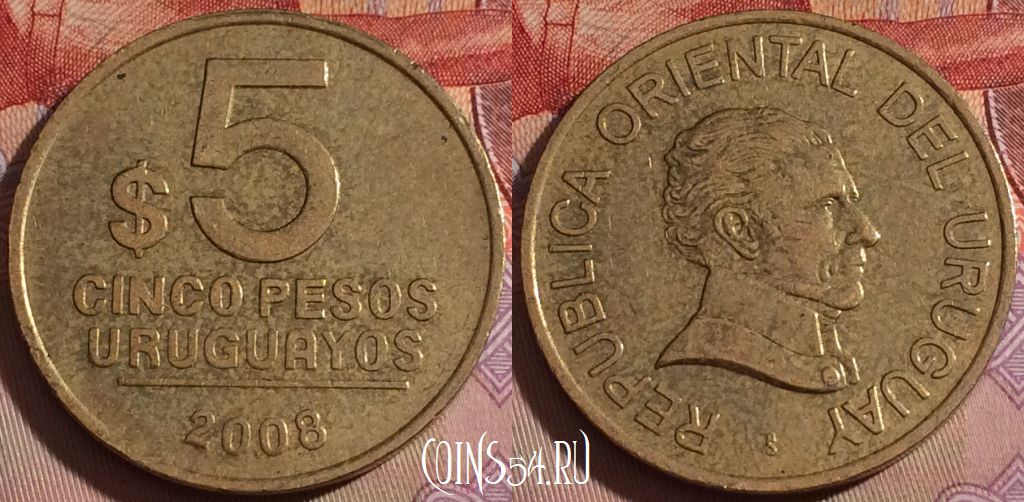 $5
CINCO PESOS
URUGUAYOS
2008
REPUBLICA ORIENTAL DEL URUGUAY
S
COINS54.RU